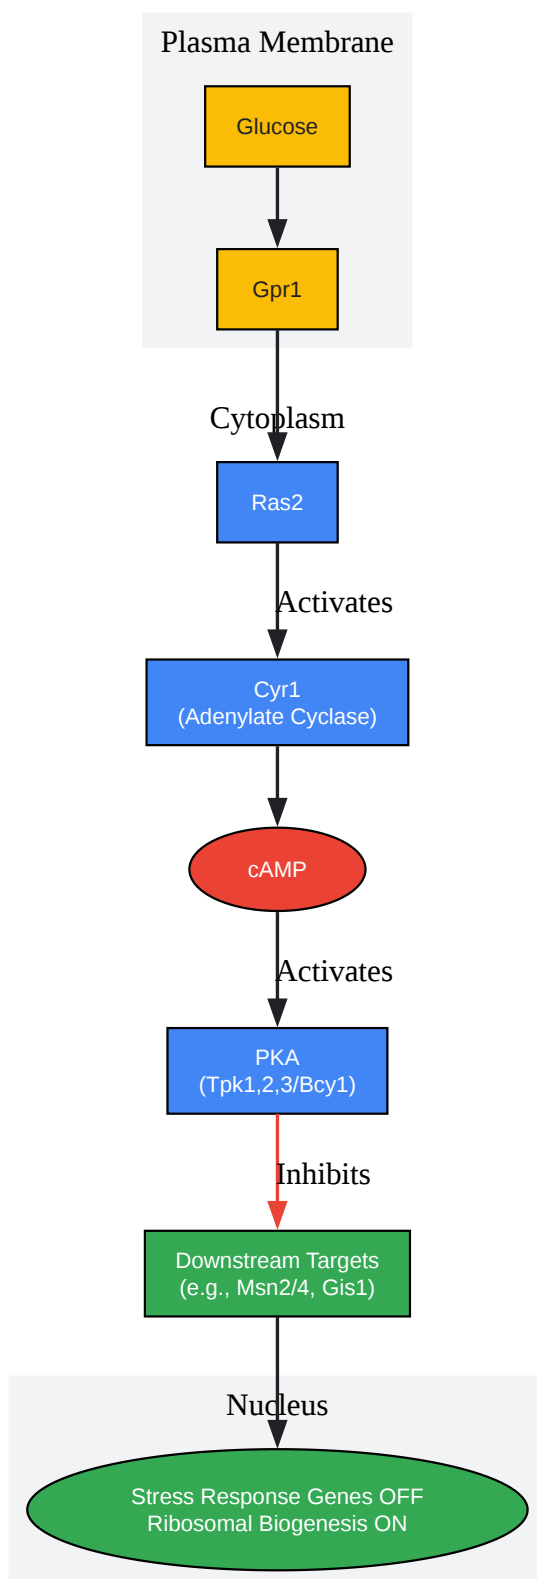 Plasma Membrane
Glucose
Gpr1
Cytoplasm
Ras2
Activates
Cyr1
(Adenylate Cyclase)
cAMP
Activates
PKA
(Tpk1,2,3/Bcy1)
Inhibits
Downstream Targets
(e.g., Msn2/4, Gis1)
Nucleus
Stress Response Genes OFF
Ribosomal Biogenesis ON